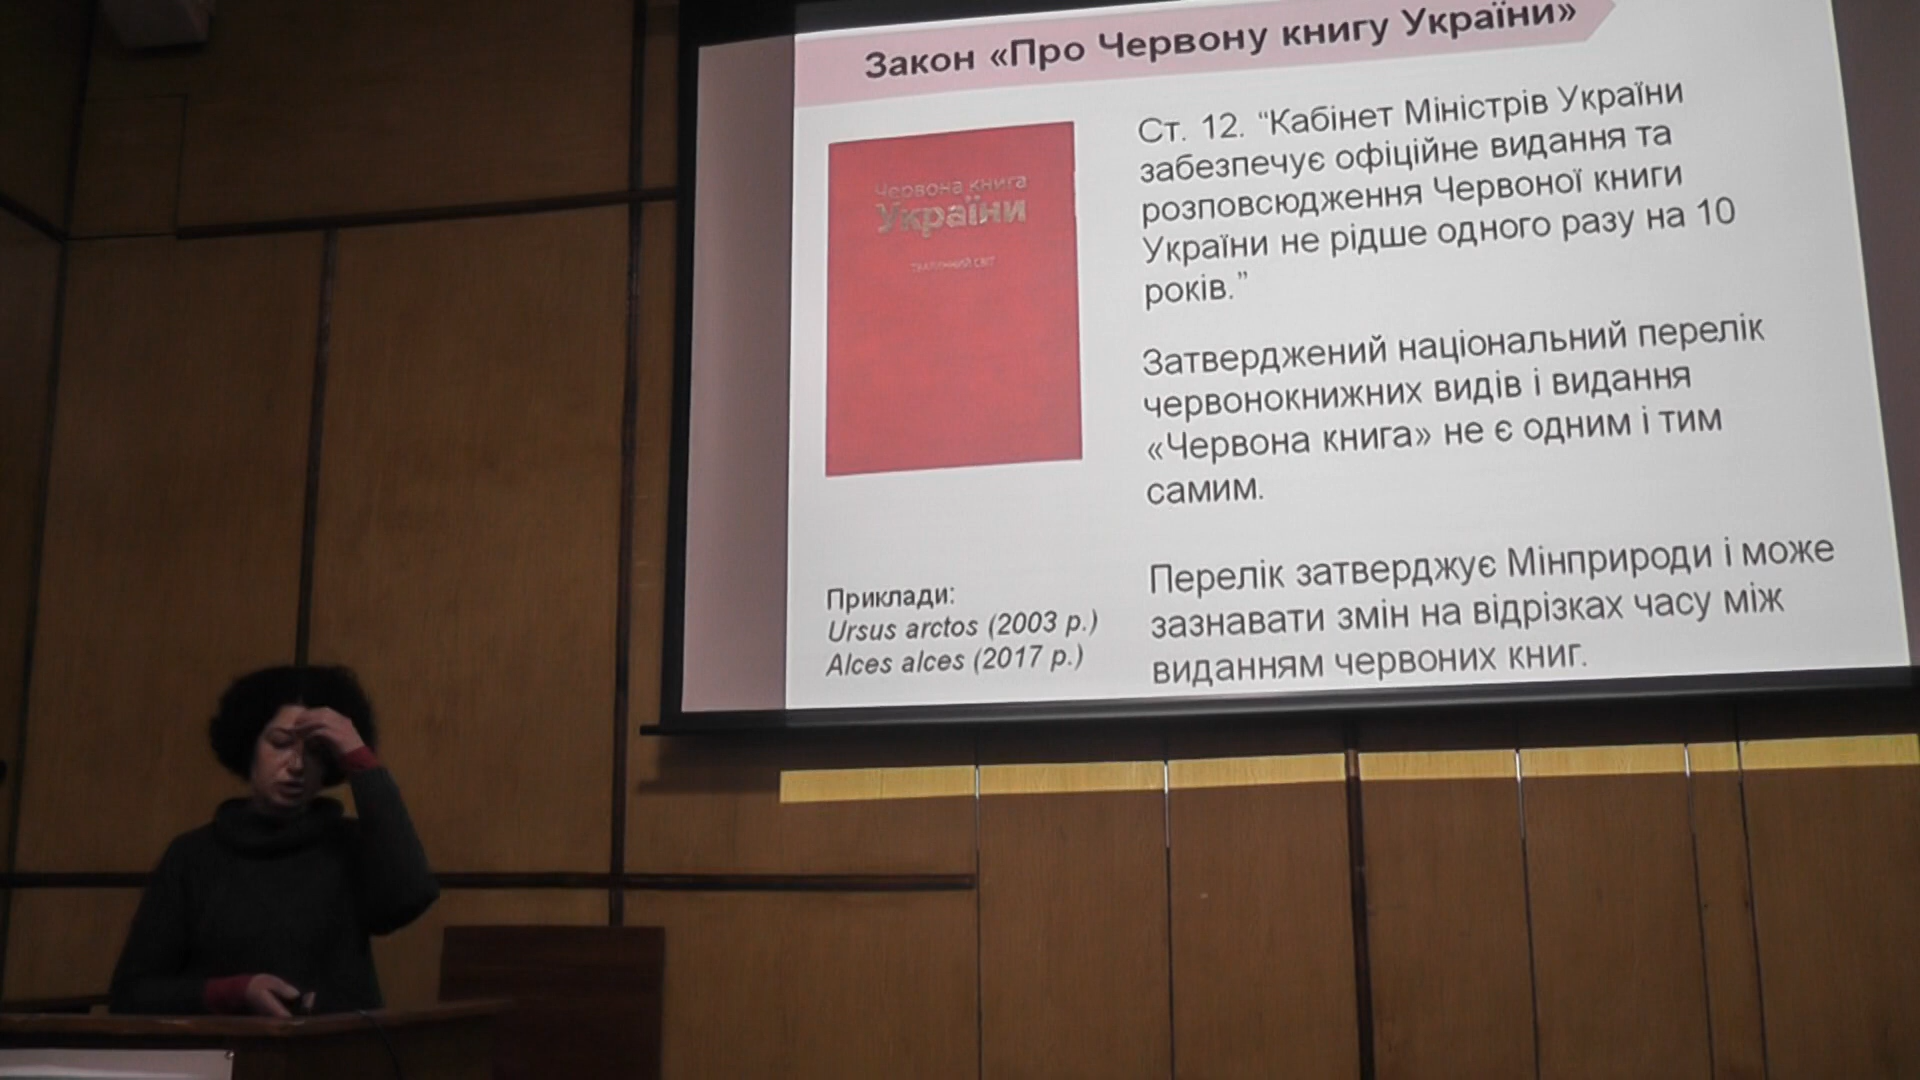 Закон «Про Червону книгу України»
Червона книга
України
ТВАРИННИЙ СВІТ
Ст. 12. “Кабінет Міністрів України
забезпечує офіційне видання та
розповсюдження Червоної книги
України не рідше одного разу на 10
років.”
Затверджений національний перелік
червонокнижних видів і видання
«Червона книга» не є одним і тим
самим.
Перелік затверджує Мінприроди і може
зазнавати змін на відрізках часу між
виданням червоних книг.
Приклади:
Ursus arctos (2003 р.)
Alces alces (2017 р.)